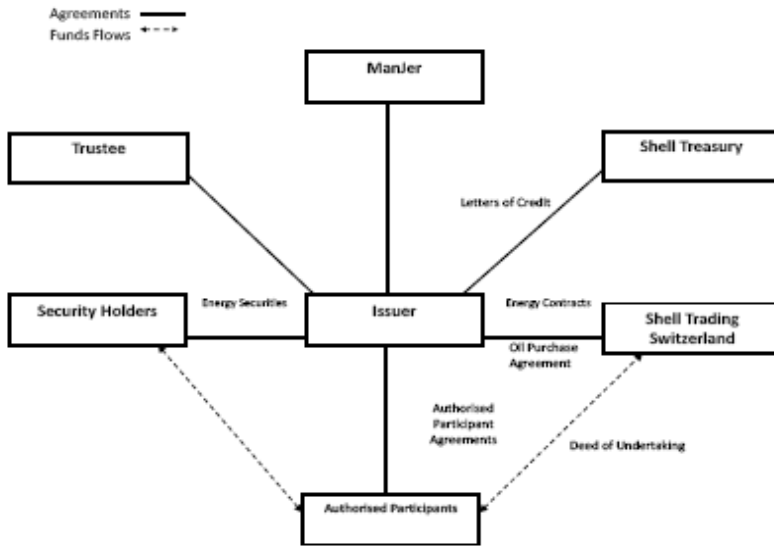 Agreements
Funds Flows
ManJer
Trustee
Shell Treasury
Letters of Credit
Security Holders
Energy Securities
Issuer
Energy Contracts
Shell Trading
Switzerland
Oil Purchase
Agreement
Authorised
Participant
Agreements
Deed of Undertaking
Authorised Participants